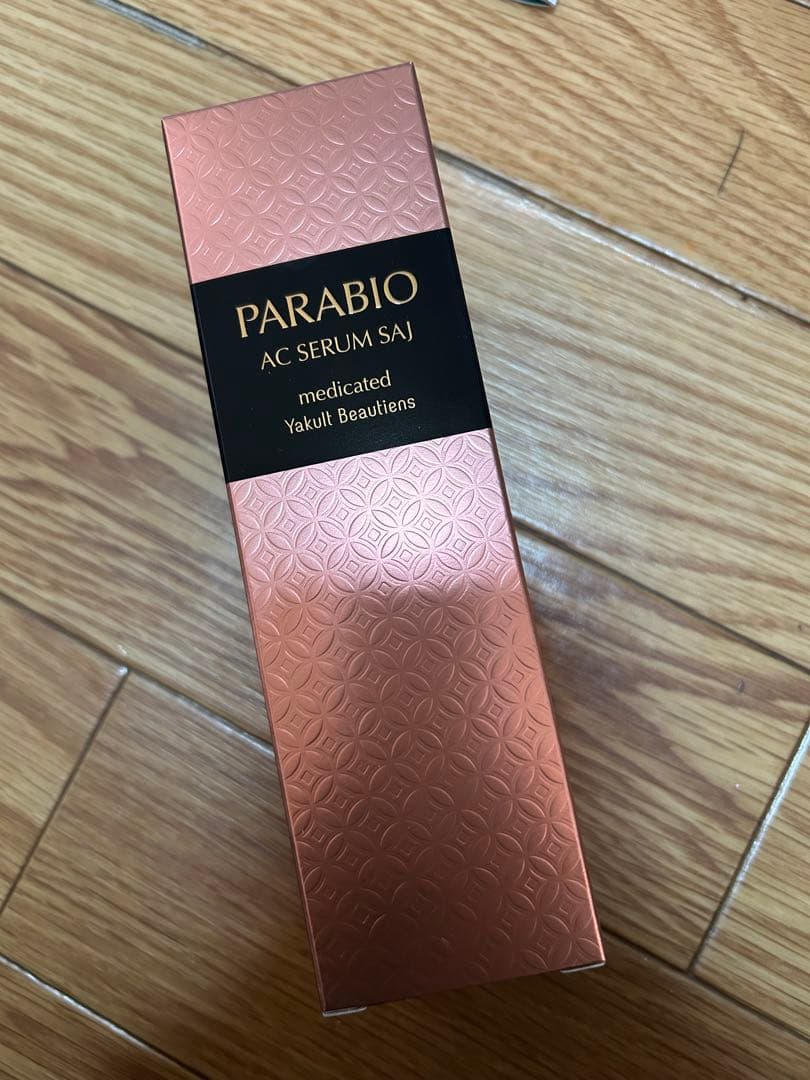 PARABIO
AC SERUM SAJ
medicated
Yakult Beautiens